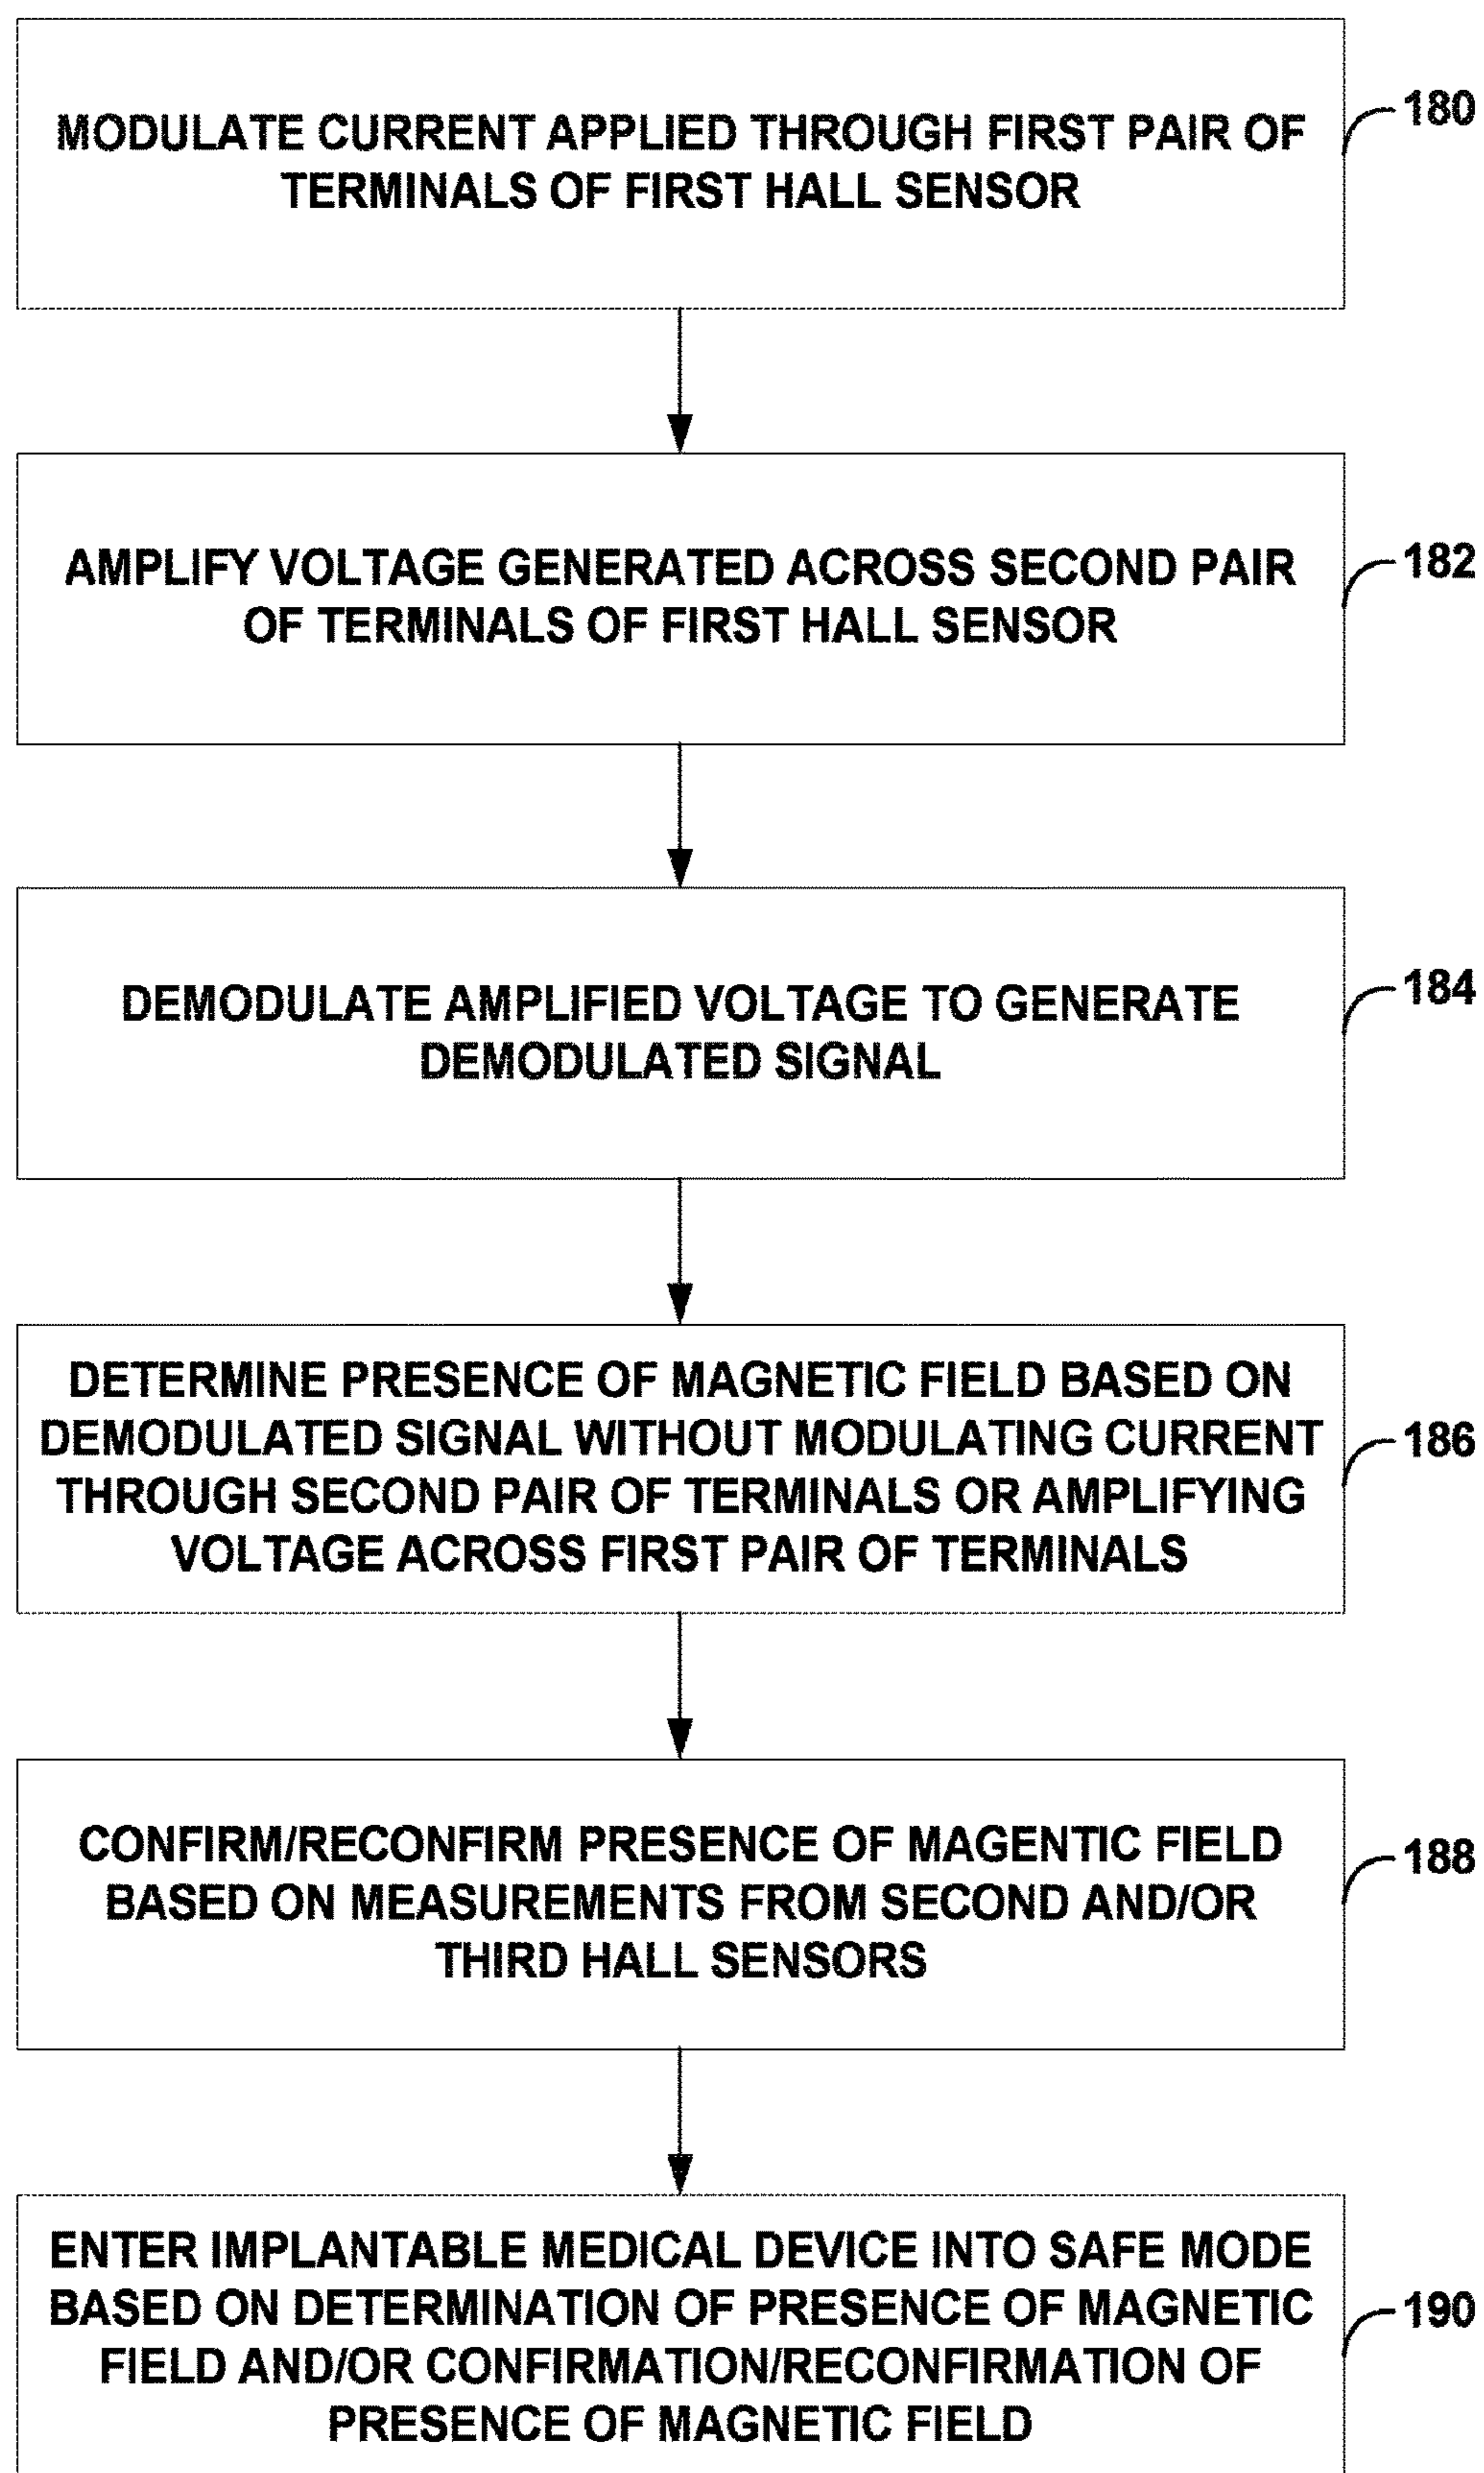 MODULATE CURRENT APPLIED THROUGH FIRST PAIR OF
TERMINALS OF FIRST HALL SENSOR
180
AMPLIFY VOLTAGE GENERATED ACROSS SECOND PAIR
OF TERMINALS OF FIRST HALL SENSOR
182
DEMODULATE AMPLIFIED VOLTAGE TO GENERATE
DEMODULATED SIGNAL
184
DETERMINE PRESENCE OF MAGNETIC FIELD BASED ON
DEMODULATED SIGNAL WITHOUT MODULATING CURRENT
THROUGH SECOND PAIR OF TERMINALS OR AMPLIFYING
VOLTAGE ACROSS FIRST PAIR OF TERMINALS
186
CONFIRM/RECONFIRM PRESENCE OF MAGENTIC FIELD
BASED ON MEASUREMENTS FROM SECOND AND/OR
THIRD HALL SENSORS
188
ENTER IMPLANTABLE MEDICAL DEVICE INTO SAFE MODE
BASED ON DETERMINATION OF PRESENCE OF MAGNETIC
FIELD AND/OR CONFIRMATION/RECONFIRMATION OF
PRESENCE OF MAGNETIC FIELD
190